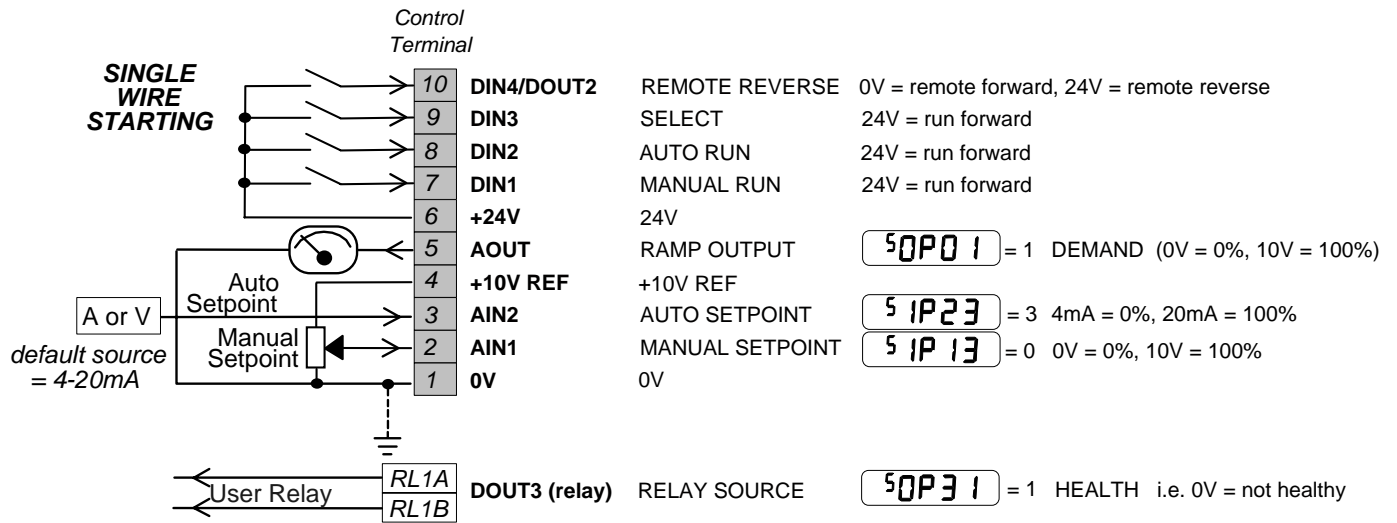 Control
Terminal
SINGLE
WIRE
STARTING
10 DIN4/DOUT2 REMOTE REVERSE 0V = remote forward, 24V = remote reverse
9 DIN3 SELECT 24V = run forward
8 DIN2 AUTO RUN 24V = run forward
7 DIN1 MANUAL RUN 24V = run forward
6 +24V 24V
5 AOUT RAMP OUTPUT SOP01 = 1 DEMAND (0V = 0%, 10V = 100%)
4 +10V REF +10V REF
Auto
Setpoint
A or V
3 AIN2 AUTO SETPOINT SIP23 = 3 4mA = 0%, 20mA = 100%
Manual
Setpoint
2 AIN1 MANUAL SETPOINT SIP13 = 0 0V = 0%, 10V = 100%
default source
= 4-20mA
1 0V 0V
User Relay
RL1A
RL1B
DOUT3 (relay) RELAY SOURCE SOP31 = 1 HEALTH i.e. 0V = not healthy